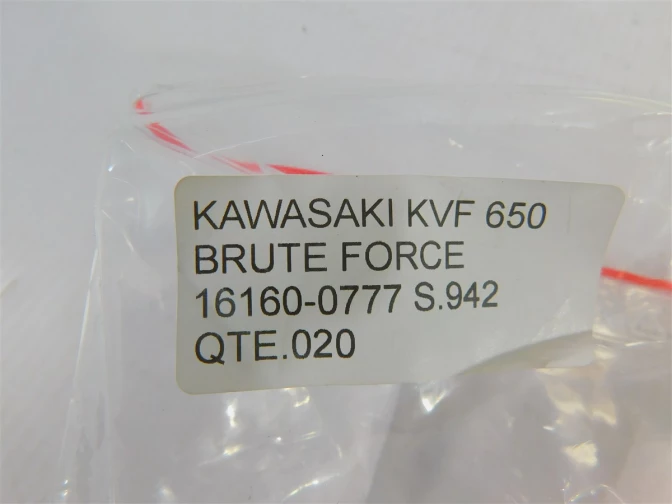 KAWASAKI KVF 650
BRUTE FORCE
16160-0777 S.942
QTE.020